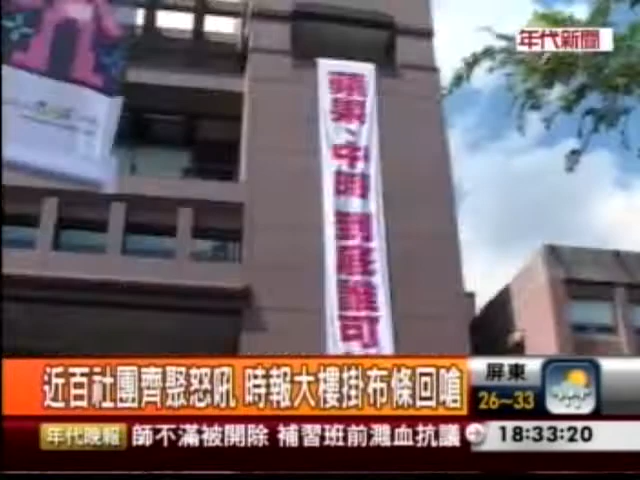 年代新聞
蘋果、中時 到底誰可
近百社團齊聚怒吼 時報大樓掛布條回嗆
屏東
26~33
年代晚報 師不滿被開除 補習班前濺血抗議
18:33:20